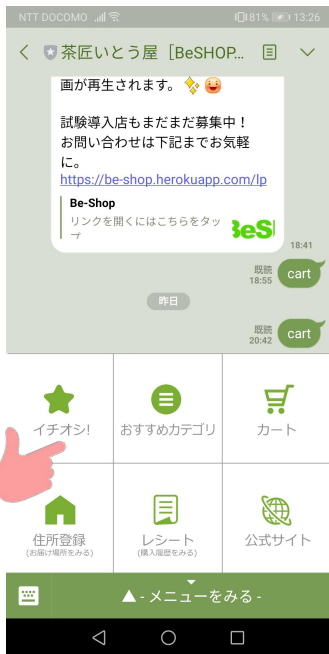 NTT DOCOMO 81% 13:26
茶匠いとう屋［BeSHOP...
画が再生されます。
試験導入店もまだまだ募集中！
お問い合わせは下記までお気軽
に。
https://be-shop.herokuapp.com/lp
Be-Shop
リンクを開くにはこちらをタッ
プ
BeS
18:41
既読
18:55
cart
昨日
既読
20:42
cart
イチオシ!
おすすめカテゴリ
カート
住所登録
(お届け場所をみる)
レシート
(購入履歴をみる)
公式サイト
▲ - メニューをみる -